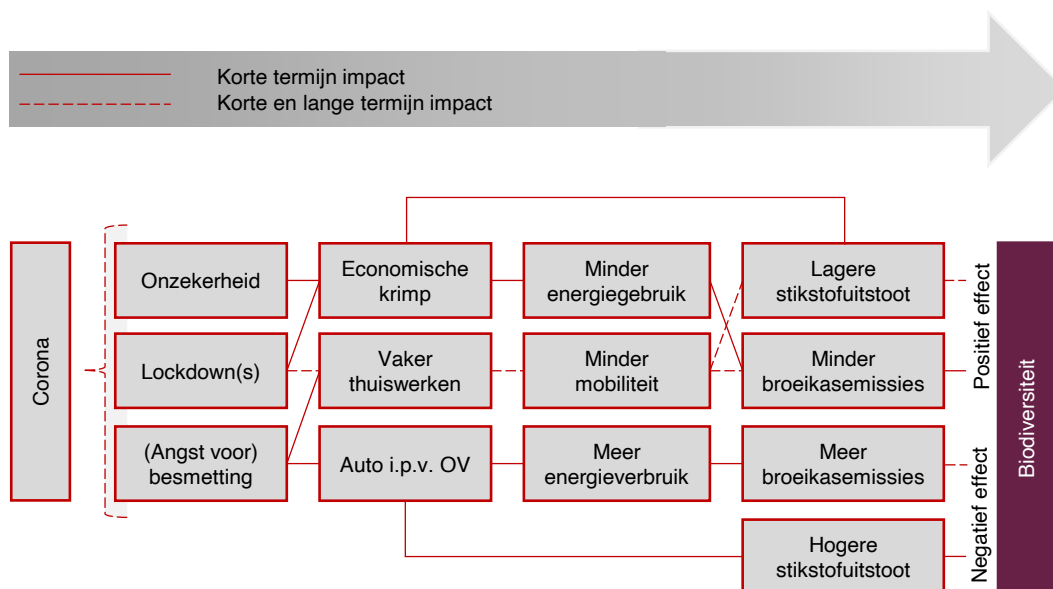 Korte termijn impact
Korte en lange termijn impact
Corona
Onzekerheid
Lockdown(s)
(Angst voor)
besmetting
Economische
krimp
Vaker
thuiswerken
Auto i.p.v. OV
Minder
energiegebruik
Minder
mobiliteit
Meer
energieverbruik
Lagere
stikstofuitstoot
Minder
broeikasemissies
Meer
broeikasemissies
Hogere
stikstofuitstoot
Positief effect
Negatief effect
Biodiversiteit